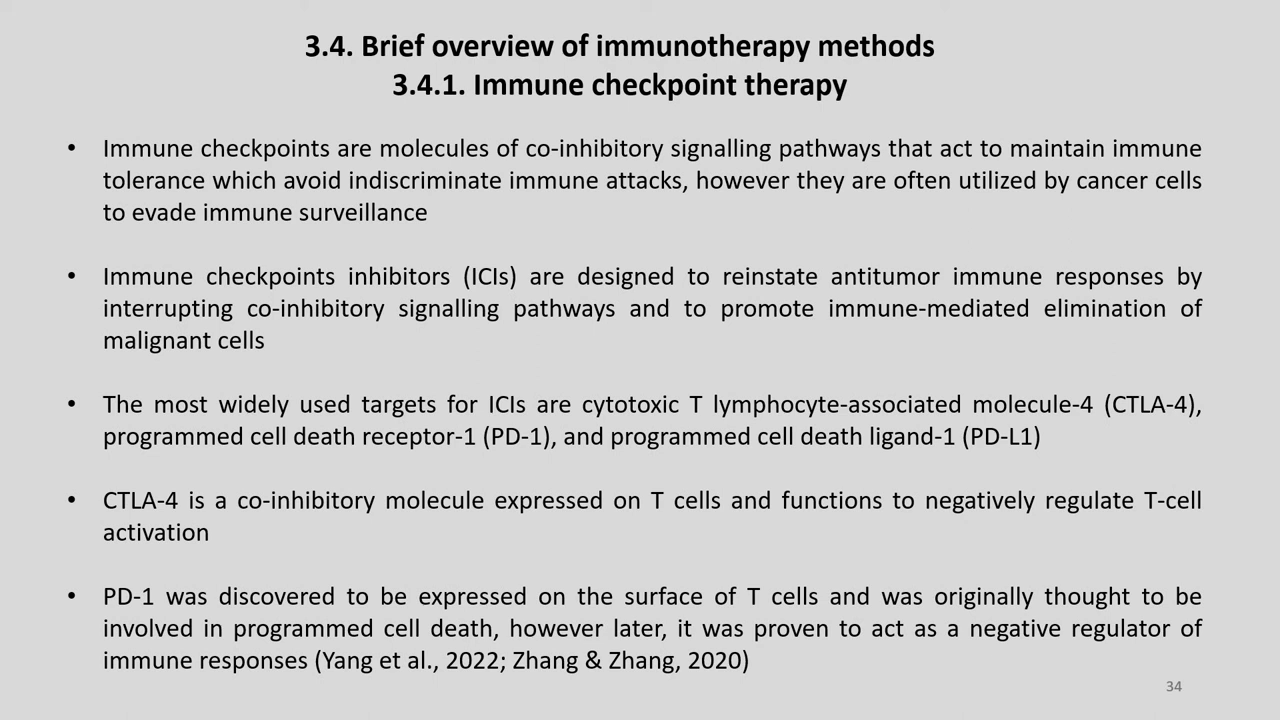 3.4. Brief overview of immunotherapy methods
3.4.1. Immune checkpoint therapy
• Immune checkpoints are molecules of co-inhibitory signalling pathways that act to maintain immune
tolerance which avoid indiscriminate immune attacks, however they are often utilized by cancer cells
to evade immune surveillance
• Immune checkpoints inhibitors (ICIs) are designed to reinstate antitumor immune responses by
interrupting co-inhibitory signalling pathways and to promote immune-mediated elimination of
malignant cells
• The most widely used targets for ICIs are cytotoxic T lymphocyte-associated molecule-4 (CTLA-4),
programmed cell death receptor-1 (PD-1), and programmed cell death ligand-1 (PD-L1)
• CTLA-4 is a co-inhibitory molecule expressed on T cells and functions to negatively regulate T-cell
activation
• PD-1 was discovered to be expressed on the surface of T cells and was originally thought to be
involved in programmed cell death, however later, it was proven to act as a negative regulator of
immune responses (Yang et al., 2022; Zhang & Zhang, 2020)
34